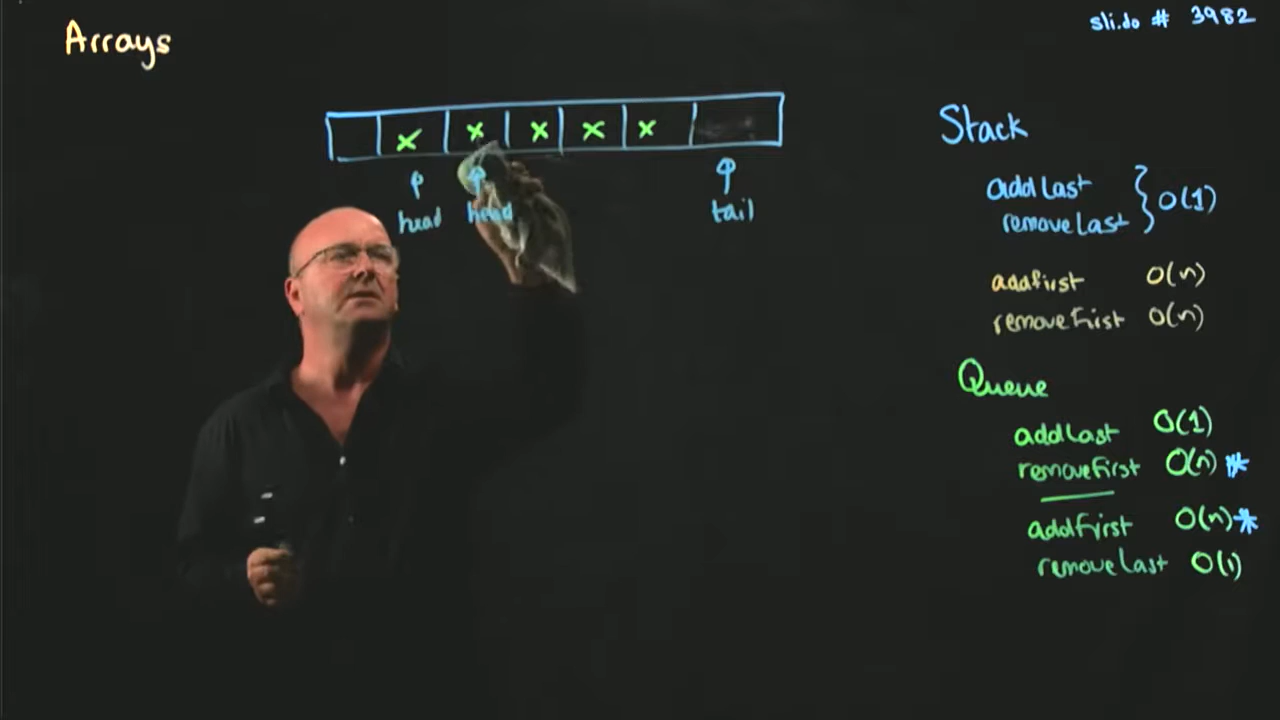 Arrays
sli.do # 3982
x x x x x
head head tail
Stack
addLast
removeLast } O(1)
addfirst O(n)
removeFirst O(n)
Queue
addLast O(1)
removeFirst O(n) *
addFirst O(n) *
removeLast O(1)